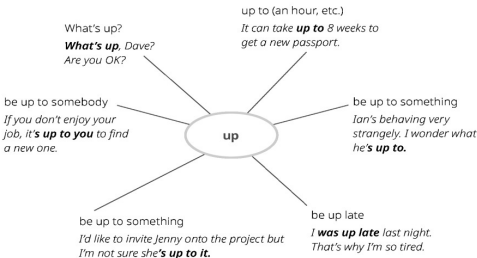 What's up?
What's up, Dave?
Are you OK?
up to (an hour, etc.)
It can take up to 8 weeks to
get a new passport.
be up to somebody
If you don't enjoy your
job, it's up to you to find
a new one.
up
be up to something
Ian's behaving very
strangely. I wonder what
he's up to.
be up to something
I'd like to invite Jenny onto the project but
I'm not sure she's up to it.
be up late
I was up late last night.
That's why I'm so tired.